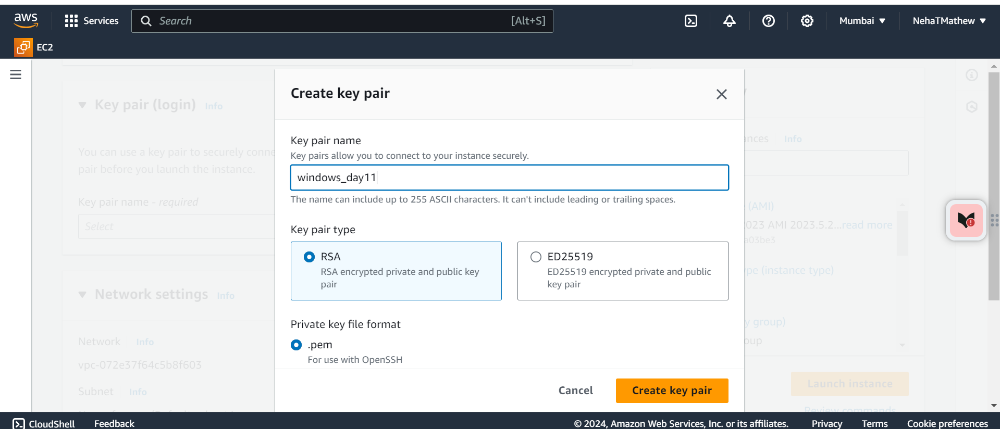 aws
Services
Search
[Alt+S]
Mumbai ▼
NehaTMathew ▼
EC2
Create key pair
Key pair (login) Info
You can use a key pair to securely conne
pair before you launch the instance.
Key pair name - required
Select
Key pair name
Key pairs allow you to connect to your instance securely.
windows_day11
The name can include up to 255 ASCII characters. It can't include leading or trailing spaces.
Key pair type
RSA
RSA encrypted private and public key
pair
ED25519
ED25519 encrypted private and public
key pair
Private key file format
.pem
For use with OpenSSH
Cancel
Create key pair
Network settings Info
Network Info
vpc-072e37f64c5b8f603
Subnet Info
ances Info
(AMI)
023 AMI 2023.5.2...read more
a03be3
pe (instance type)
y group)
oup
Launch instance
Review commands
CloudShell
Feedback
© 2024, Amazon Web Services, Inc. or its affiliates.
Privacy
Terms
Cookie preferences